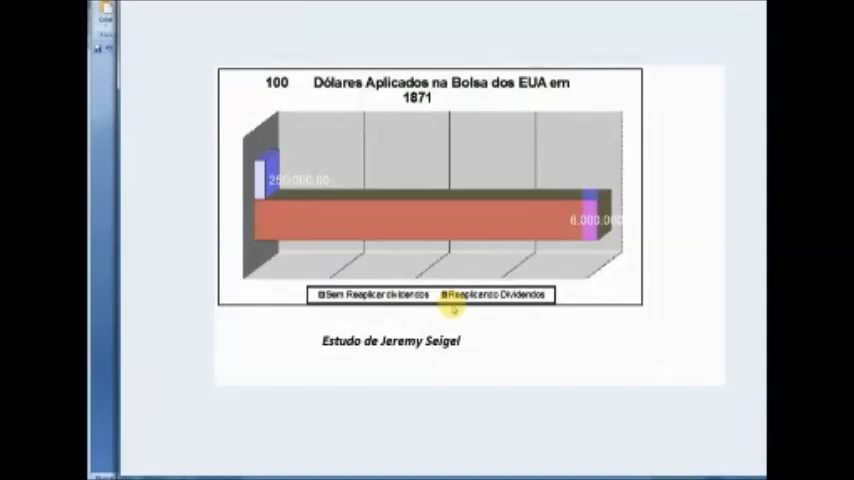 100 Dólares Aplicados na Bolsa dos EUA em
1871
250.000,00
8.000.000
Sem Reaplicar dividendos Reaplicando Dividendos
Estudo de Jeremy Seigel